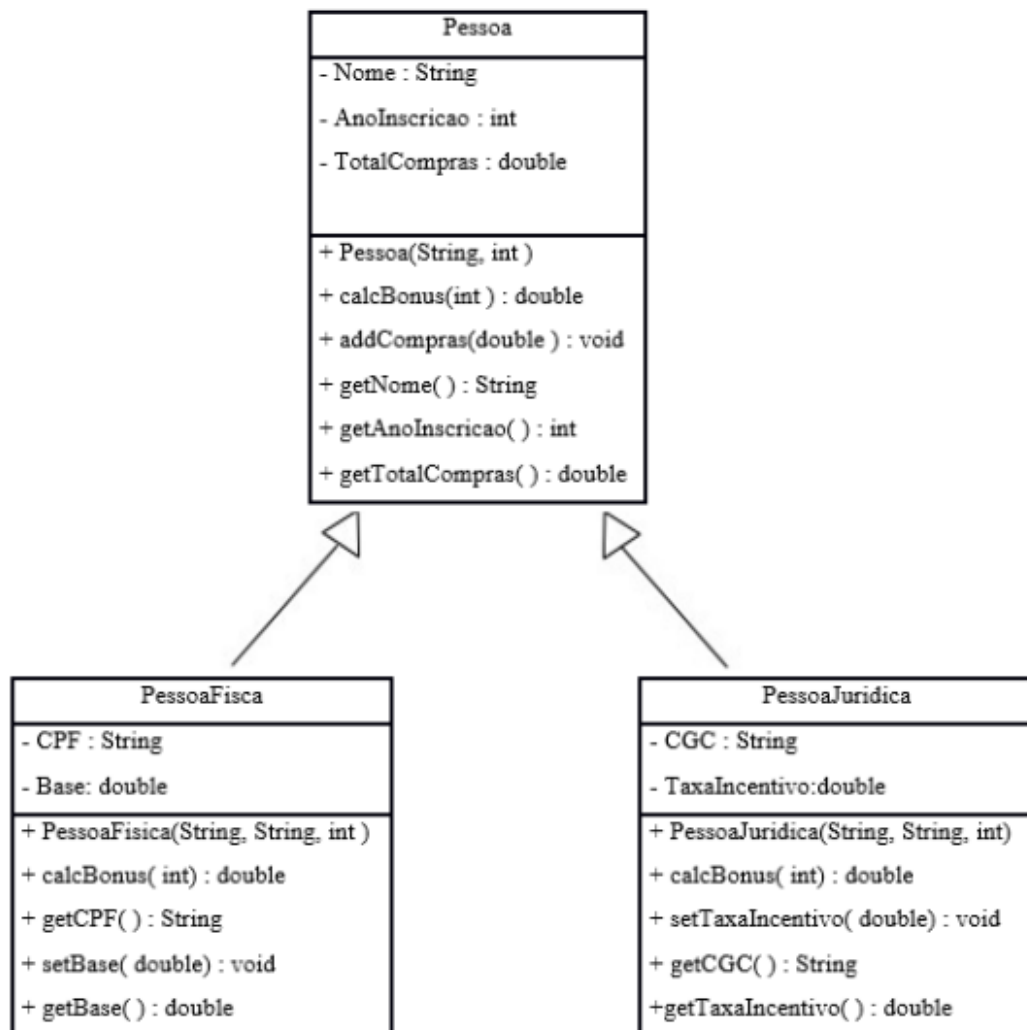 Pessoa
- Nome : String
- AnoInscricao : int
- TotalCompras : double
+ Pessoa(String, int )
+ calcBonus(int ) : double
+ addCompras(double ) : void
+ getNome( ) : String
+ getAnoInscricao( ) : int
+ getTotalCompras( ) : double
PessoaFisca
- CPF : String
- Base: double
+ PessoaFisica(String, String, int )
+ calcBonus( int) : double
+ getCPF( ) : String
+ setBase( double) : void
+ getBase( ) : double
PessoaJuridica
- CGC : String
- TaxaIncentivo:double
+ PessoaJuridica(String, String, int)
+ calcBonus( int) : double
+ setTaxaIncentivo( double) : void
+ getCGC( ) : String
+getTaxaIncentivo( ) : double